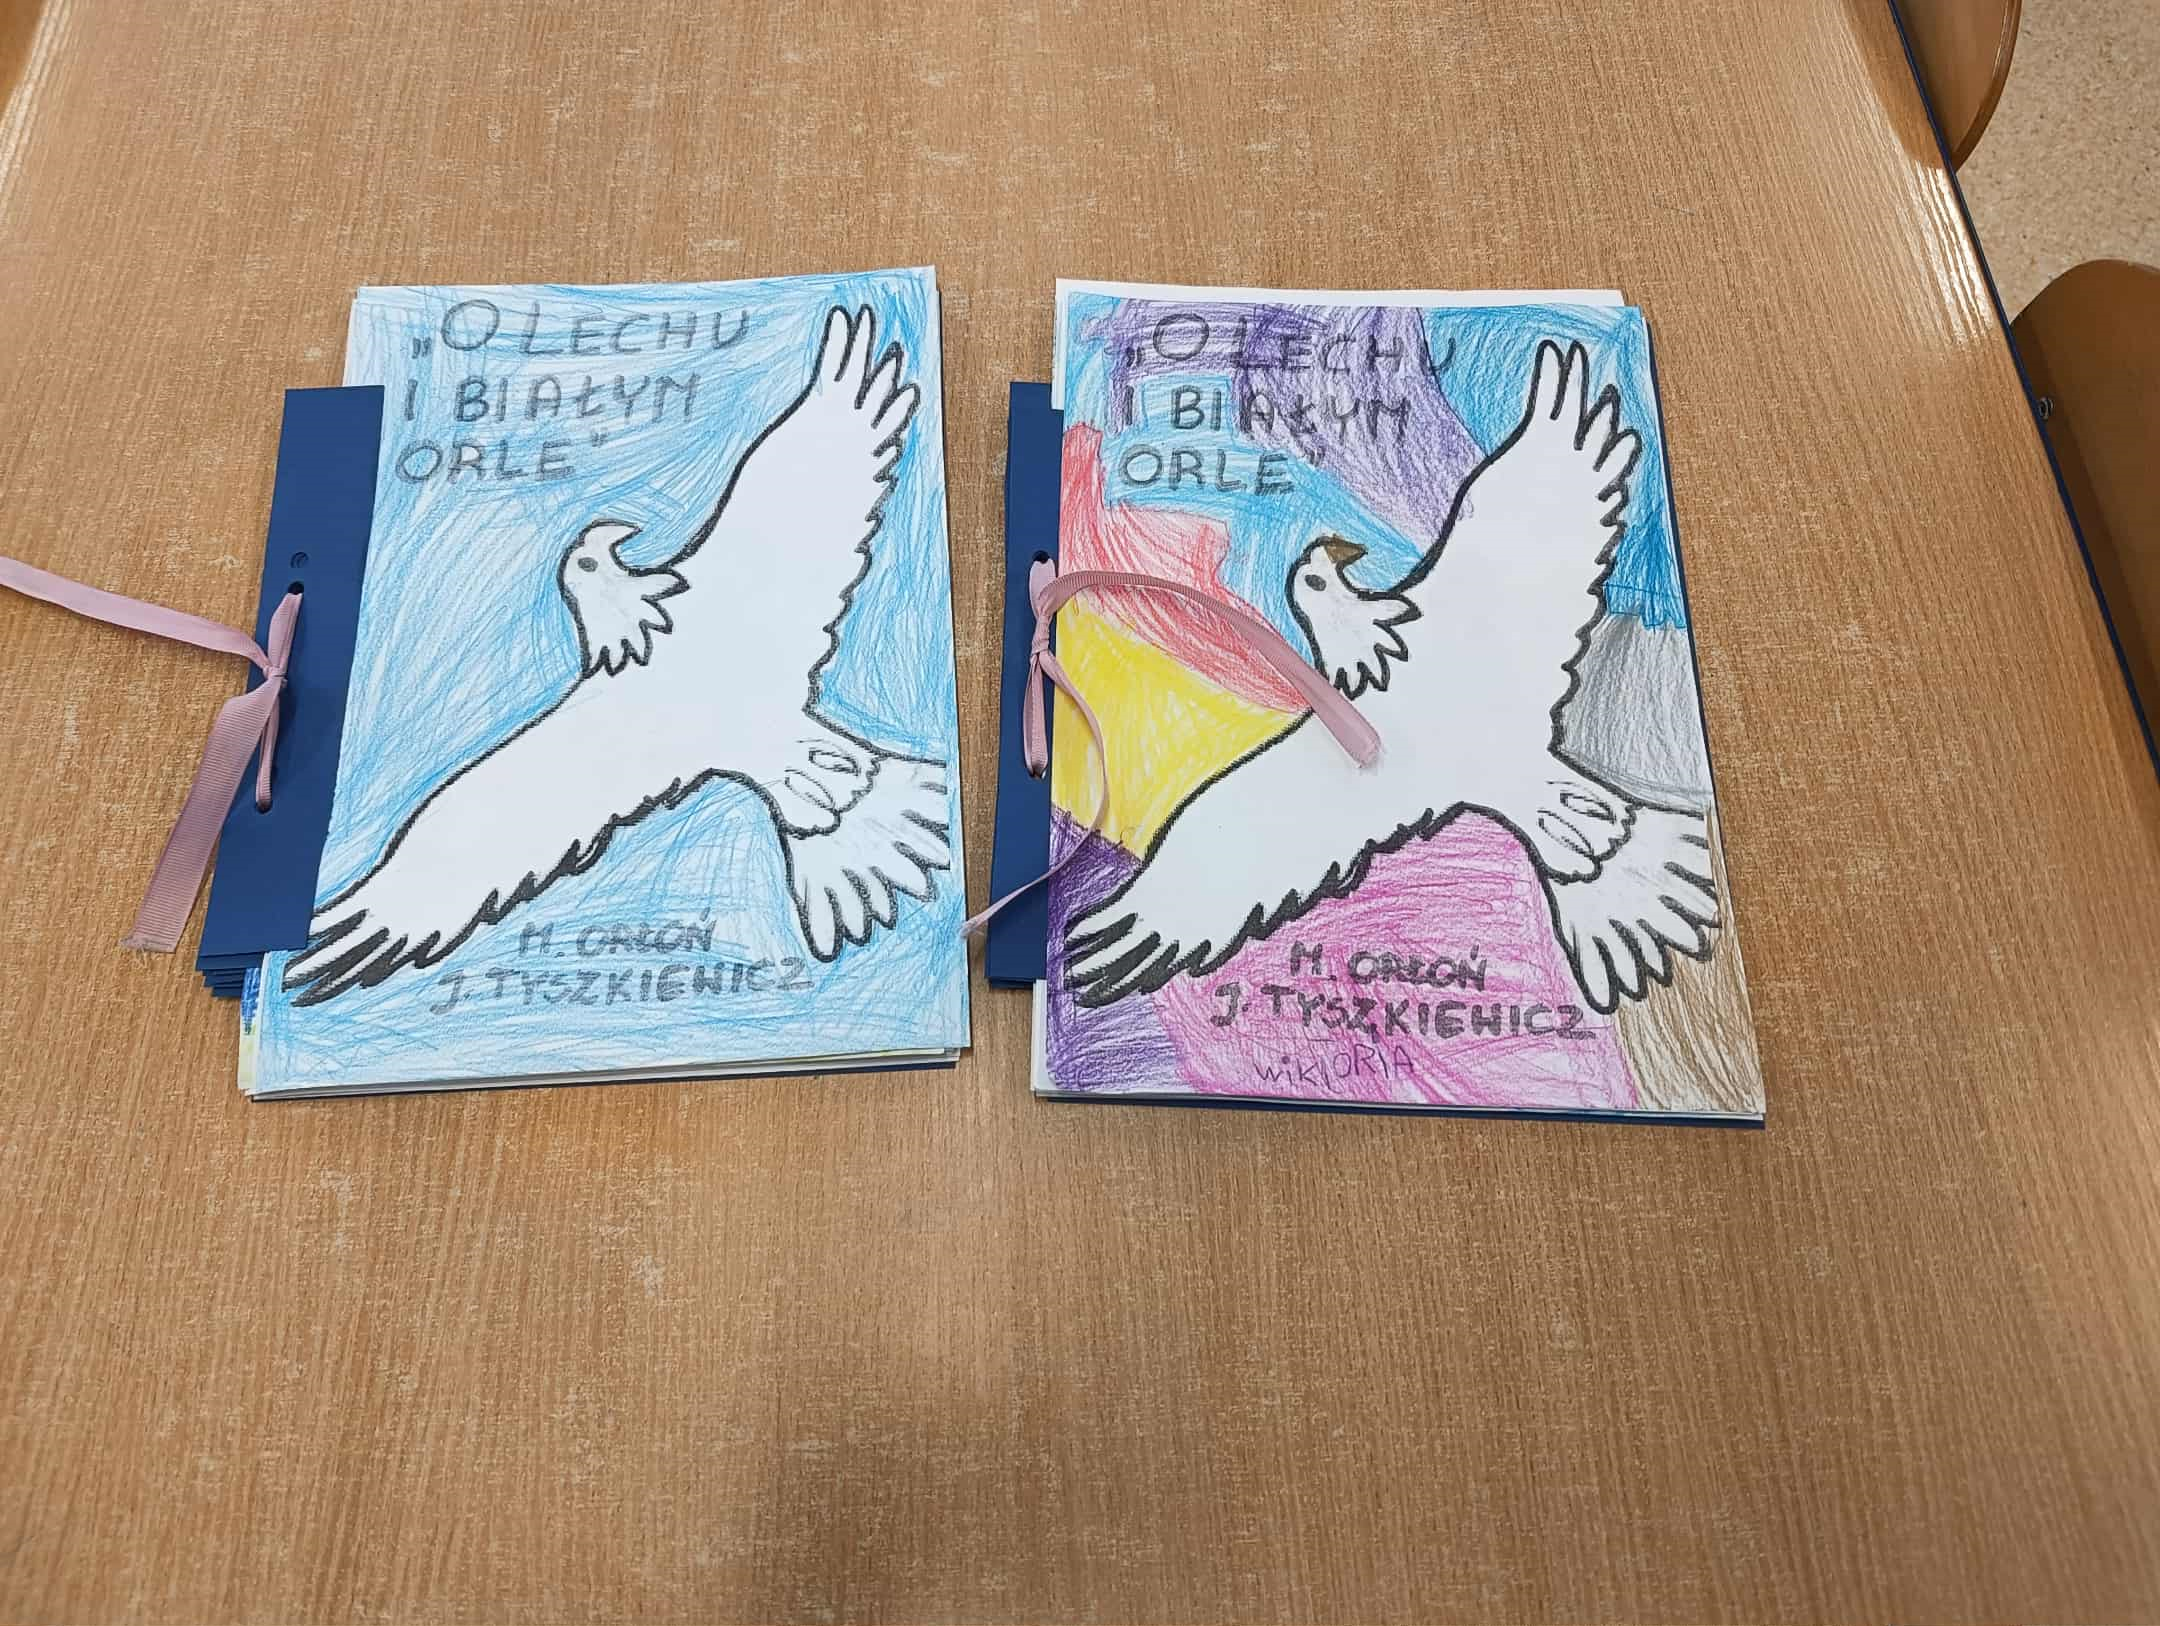 „O LECHU
I BIAŁYM
ORLE”
M. ORŁOŃ
J. TYSZKIEWICZ
„O LECHU
I BIAŁYM
ORLE”
M. ORŁOŃ
J. TYSZKIEWICZ
wikTORIA